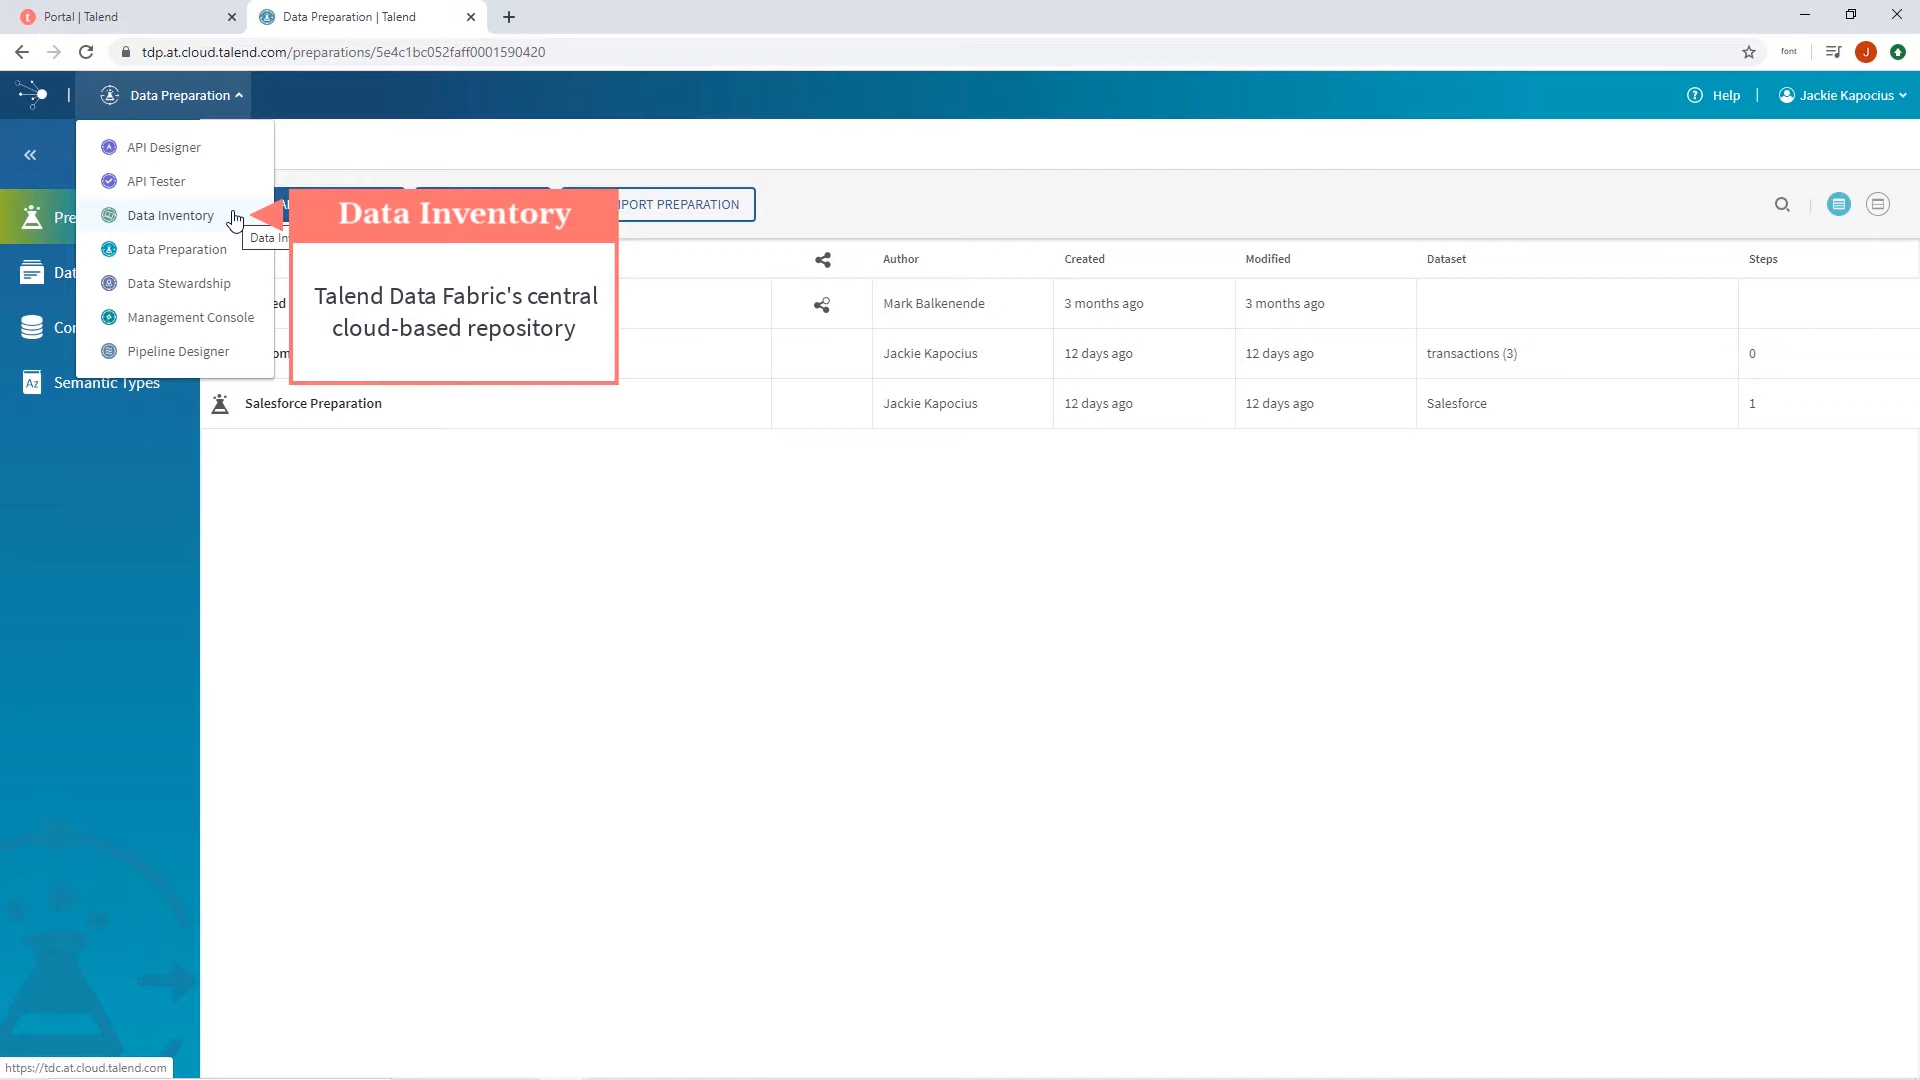 Portal | Talend
Data Preparation | Talend
tdp.at.cloud.talend.com/preparations/5e4c1bc052faff0001590420
font
J
Data Preparation
Help
Jackie Kapocius
API Designer
API Tester
Data Inventory
Data Preparation
Data Stewardship
Management Console
Pipeline Designer
Semantic Types
Data Inventory
Talend Data Fabric's central
cloud-based repository
PORT PREPARATION
Author
Created
Modified
Dataset
Steps
Mark Balkenende
3 months ago
3 months ago
Jackie Kapocius
12 days ago
12 days ago
transactions (3)
0
Salesforce Preparation
Jackie Kapocius
12 days ago
12 days ago
Salesforce
1
https://tdc.at.cloud.talend.com